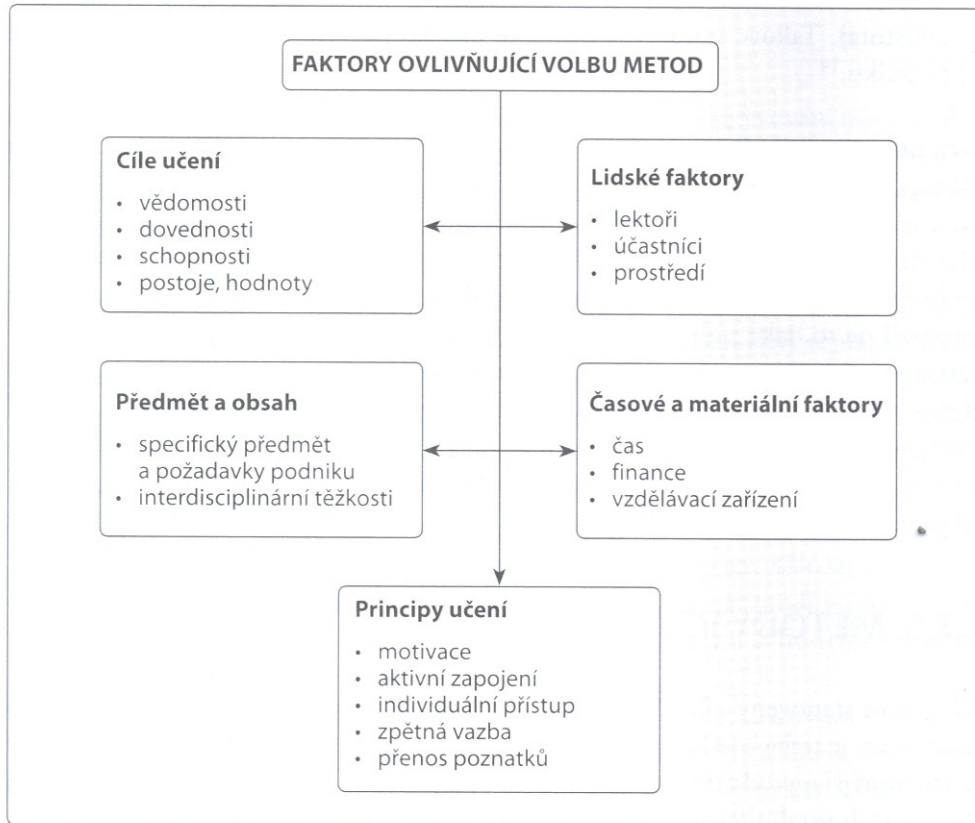 FAKTORY OVLIVŇUJÍCÍ VOLBU METOD
Cíle učení
• vědomosti
• dovednosti
• schopnosti
• postoje, hodnoty
Lidské faktory
• lektoři
• účastníci
• prostředí
Předmět a obsah
• specifický předmět
a požadavky podniku
• interdisciplinární těžkosti
Časové a materiální faktory
• čas
• finance
• vzdělávací zařízení
Principy učení
• motivace
• aktivní zapojení
• individuální přístup
• zpětná vazba
• přenos poznatků